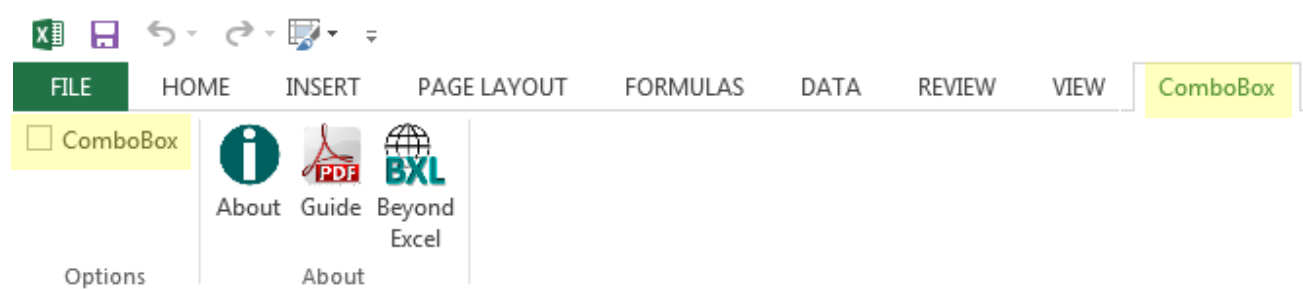 FILE HOME INSERT PAGE LAYOUT FORMULAS DATA REVIEW VIEW ComboBox
ComboBox
PDF BXL
About Guide Beyond
Excel
Options About